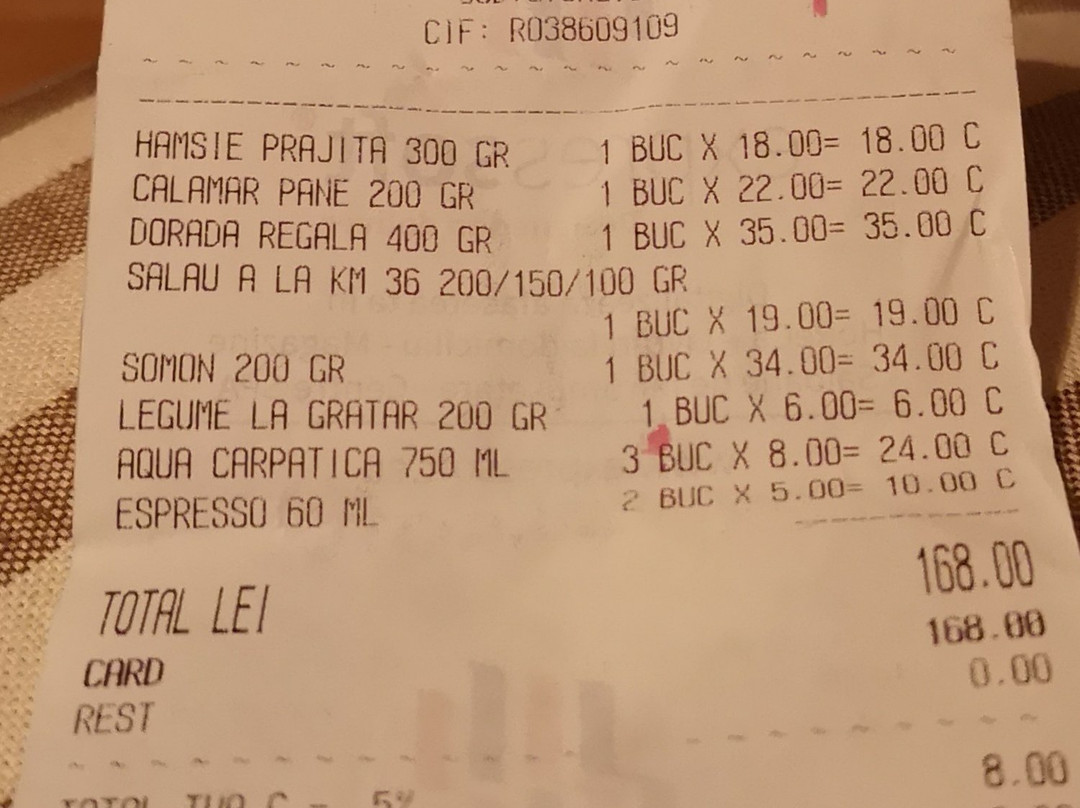 CIF: RO38609109
HAMSIE PRAJITA 300 GR 1 BUC X 18.00= 18.00 C
CALAMAR PANE 200 GR 1 BUC X 22.00= 22.00 C
DORADA REGALA 400 GR 1 BUC X 35.00= 35.00 C
SALAU A LA KM 36 200/150/100 GR
1 BUC X 19.00= 19.00 C
SOMON 200 GR 1 BUC X 34.00= 34.00 C
LEGUME LA GRATAR 200 GR 1 BUC X 6.00= 6.00 C
AQUA CARPATICA 750 ML 3 BUC X 8.00= 24.00 C
ESPRESSO 60 ML 2 BUC X 5.00= 10.00 C
TOTAL LEI 168.00
CARD 168.00
REST 0.00
TOTAL TVA C - 5% 8.00